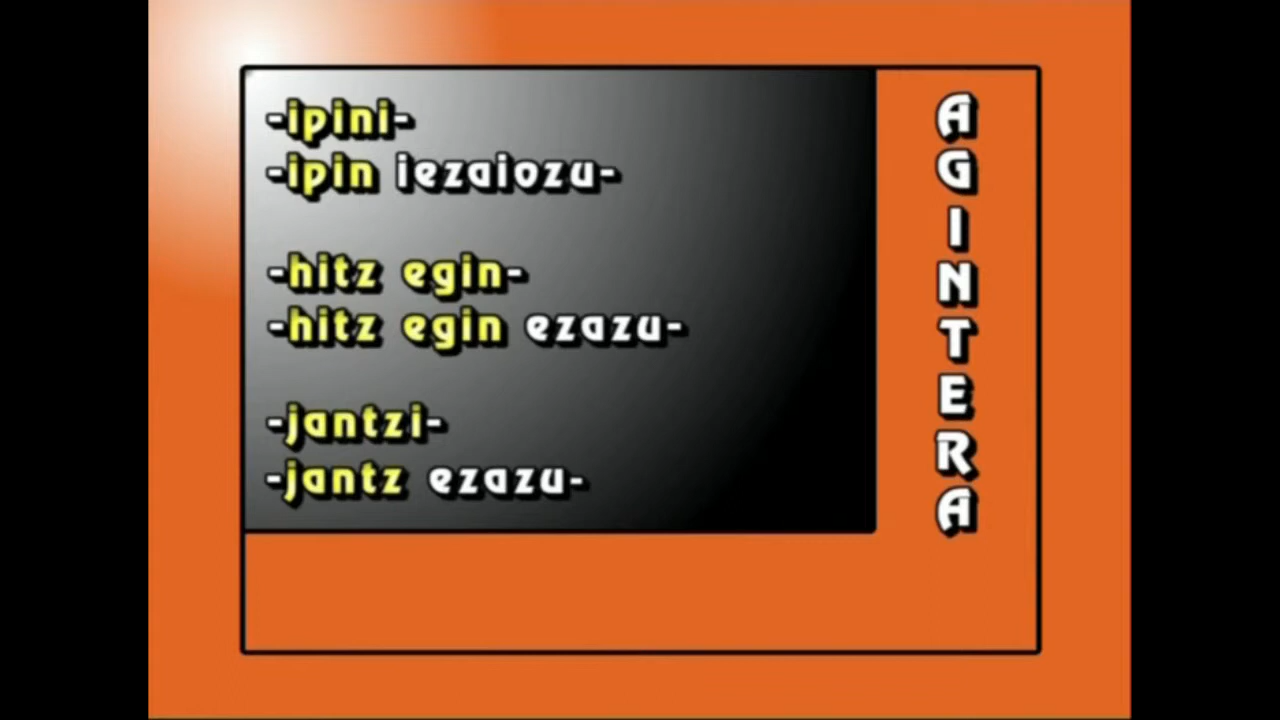 -ipini-
-ipin iezaiozu-
-hitz egin-
-hitz egin ezazu-
-jantzi-
-jantz ezazu-
AGINTERA